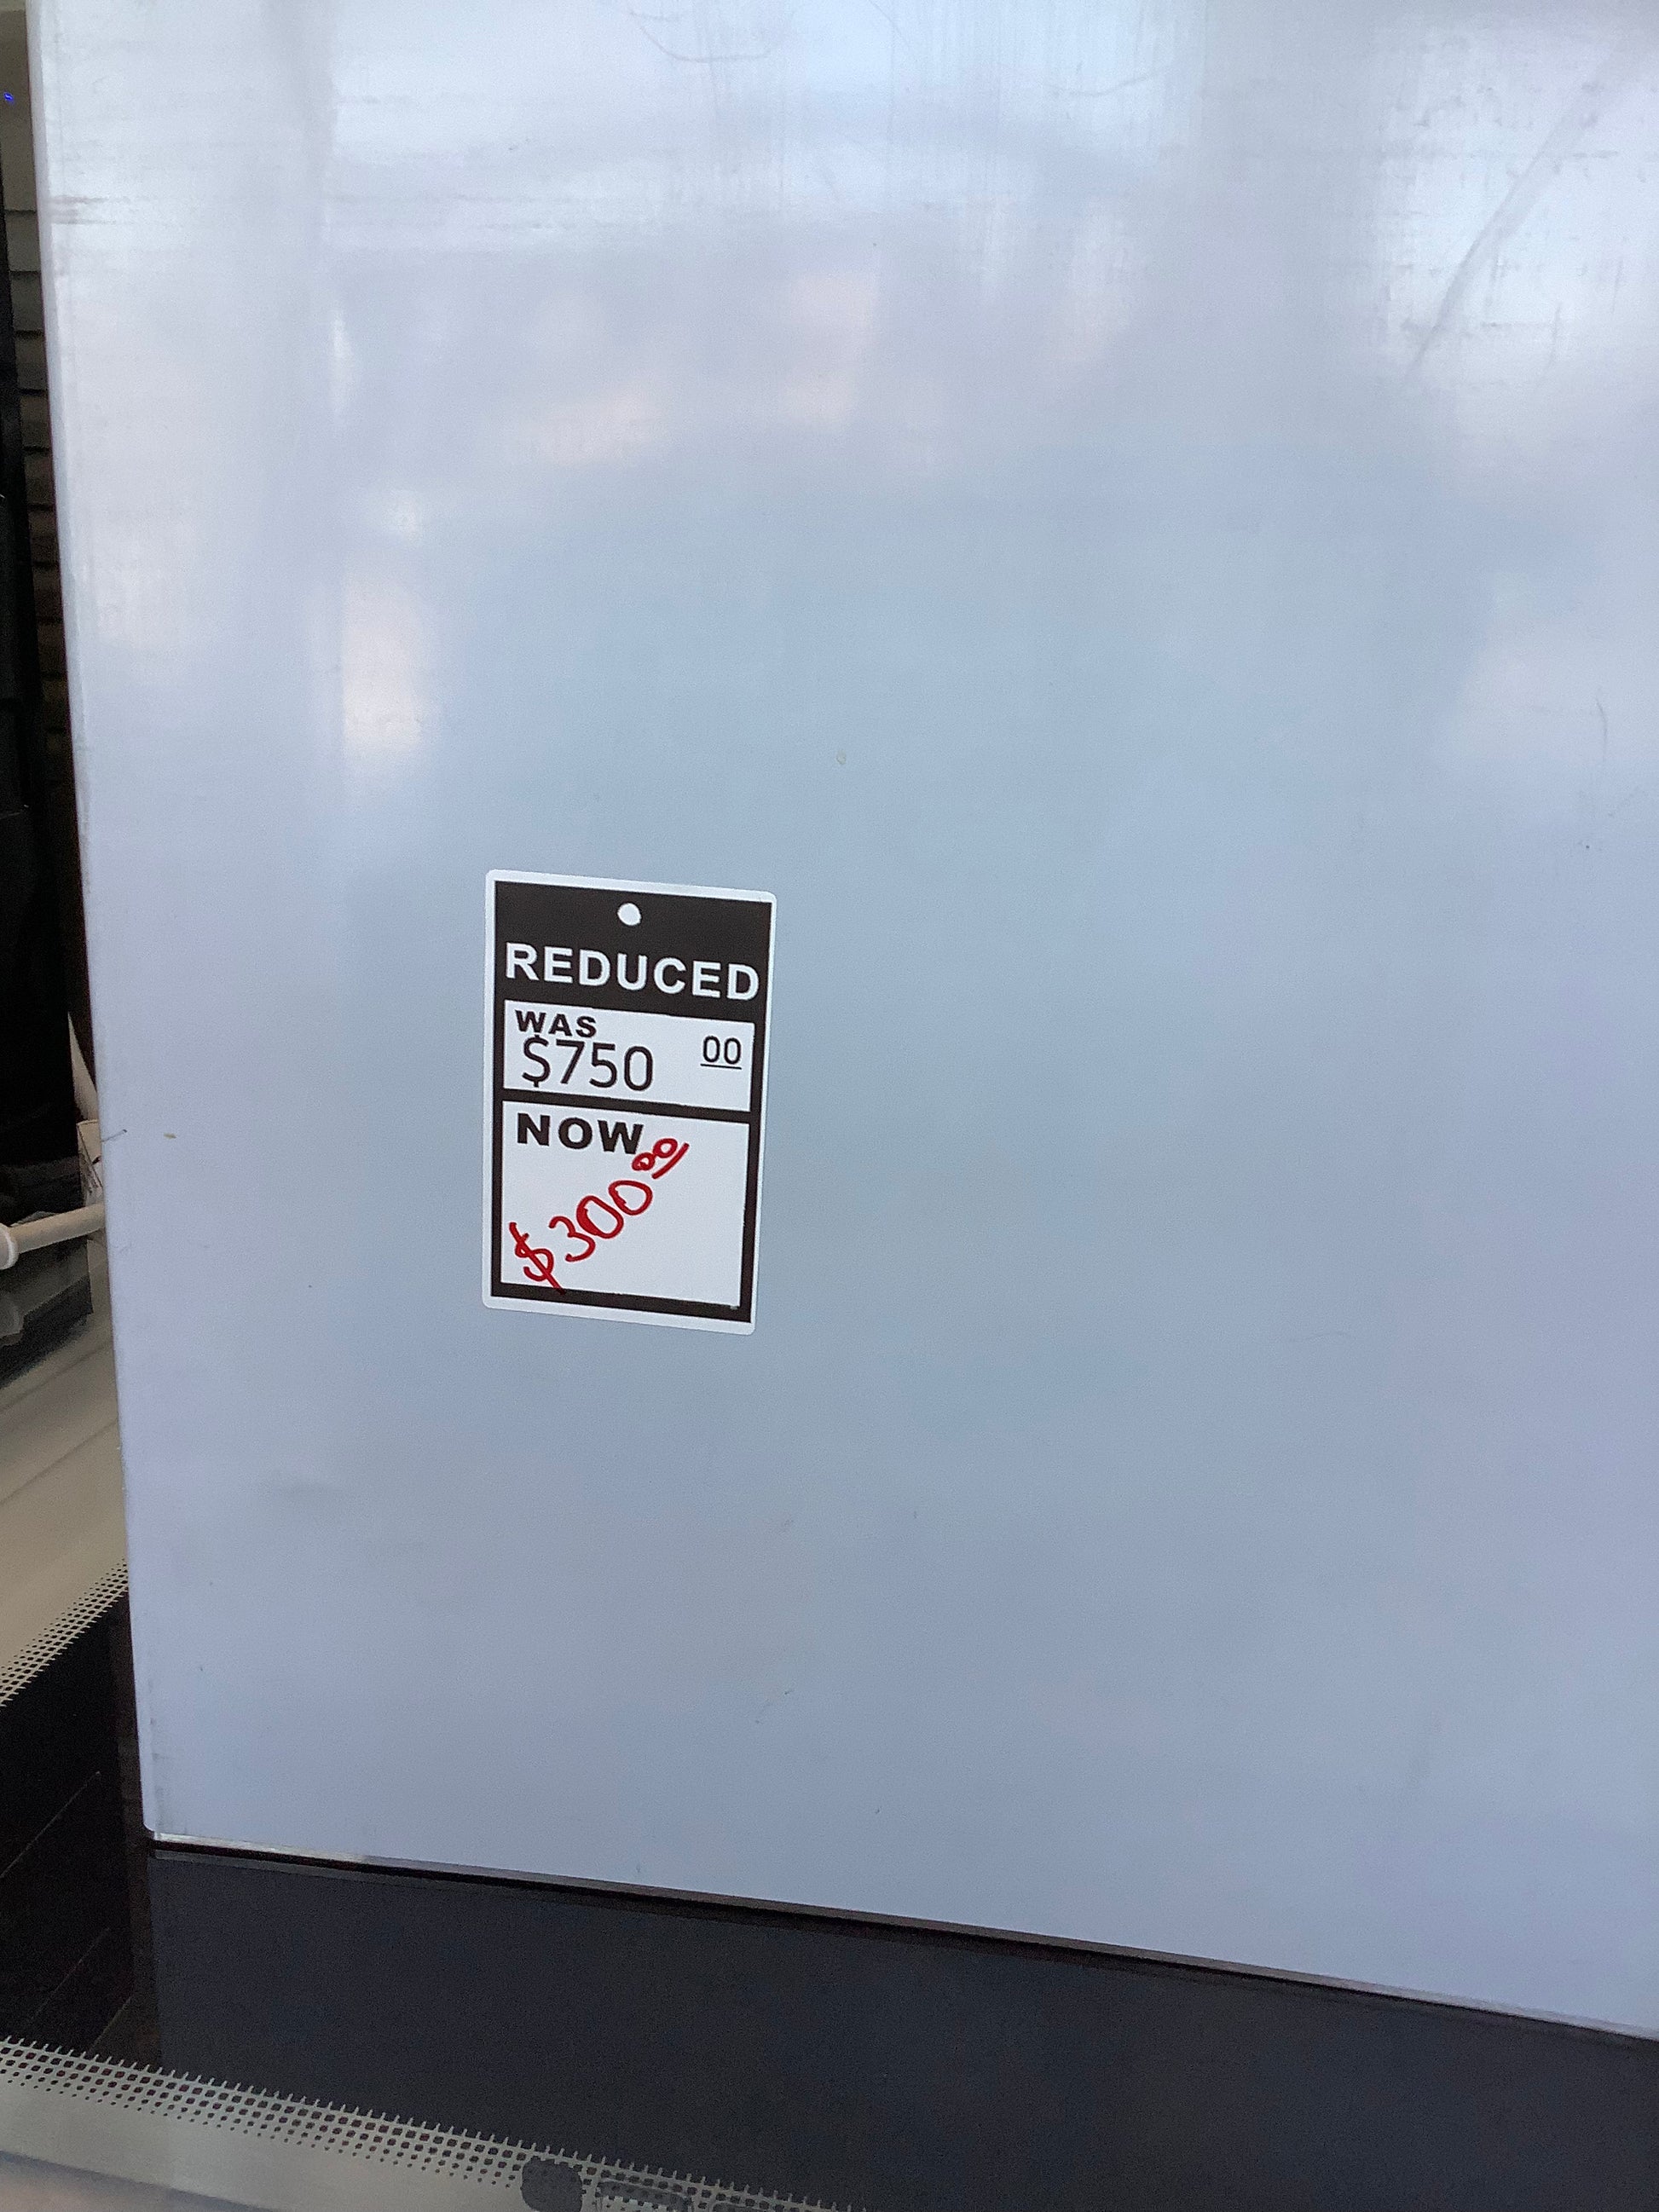 REDUCED
WAS
$750 00
NOW
$300 00